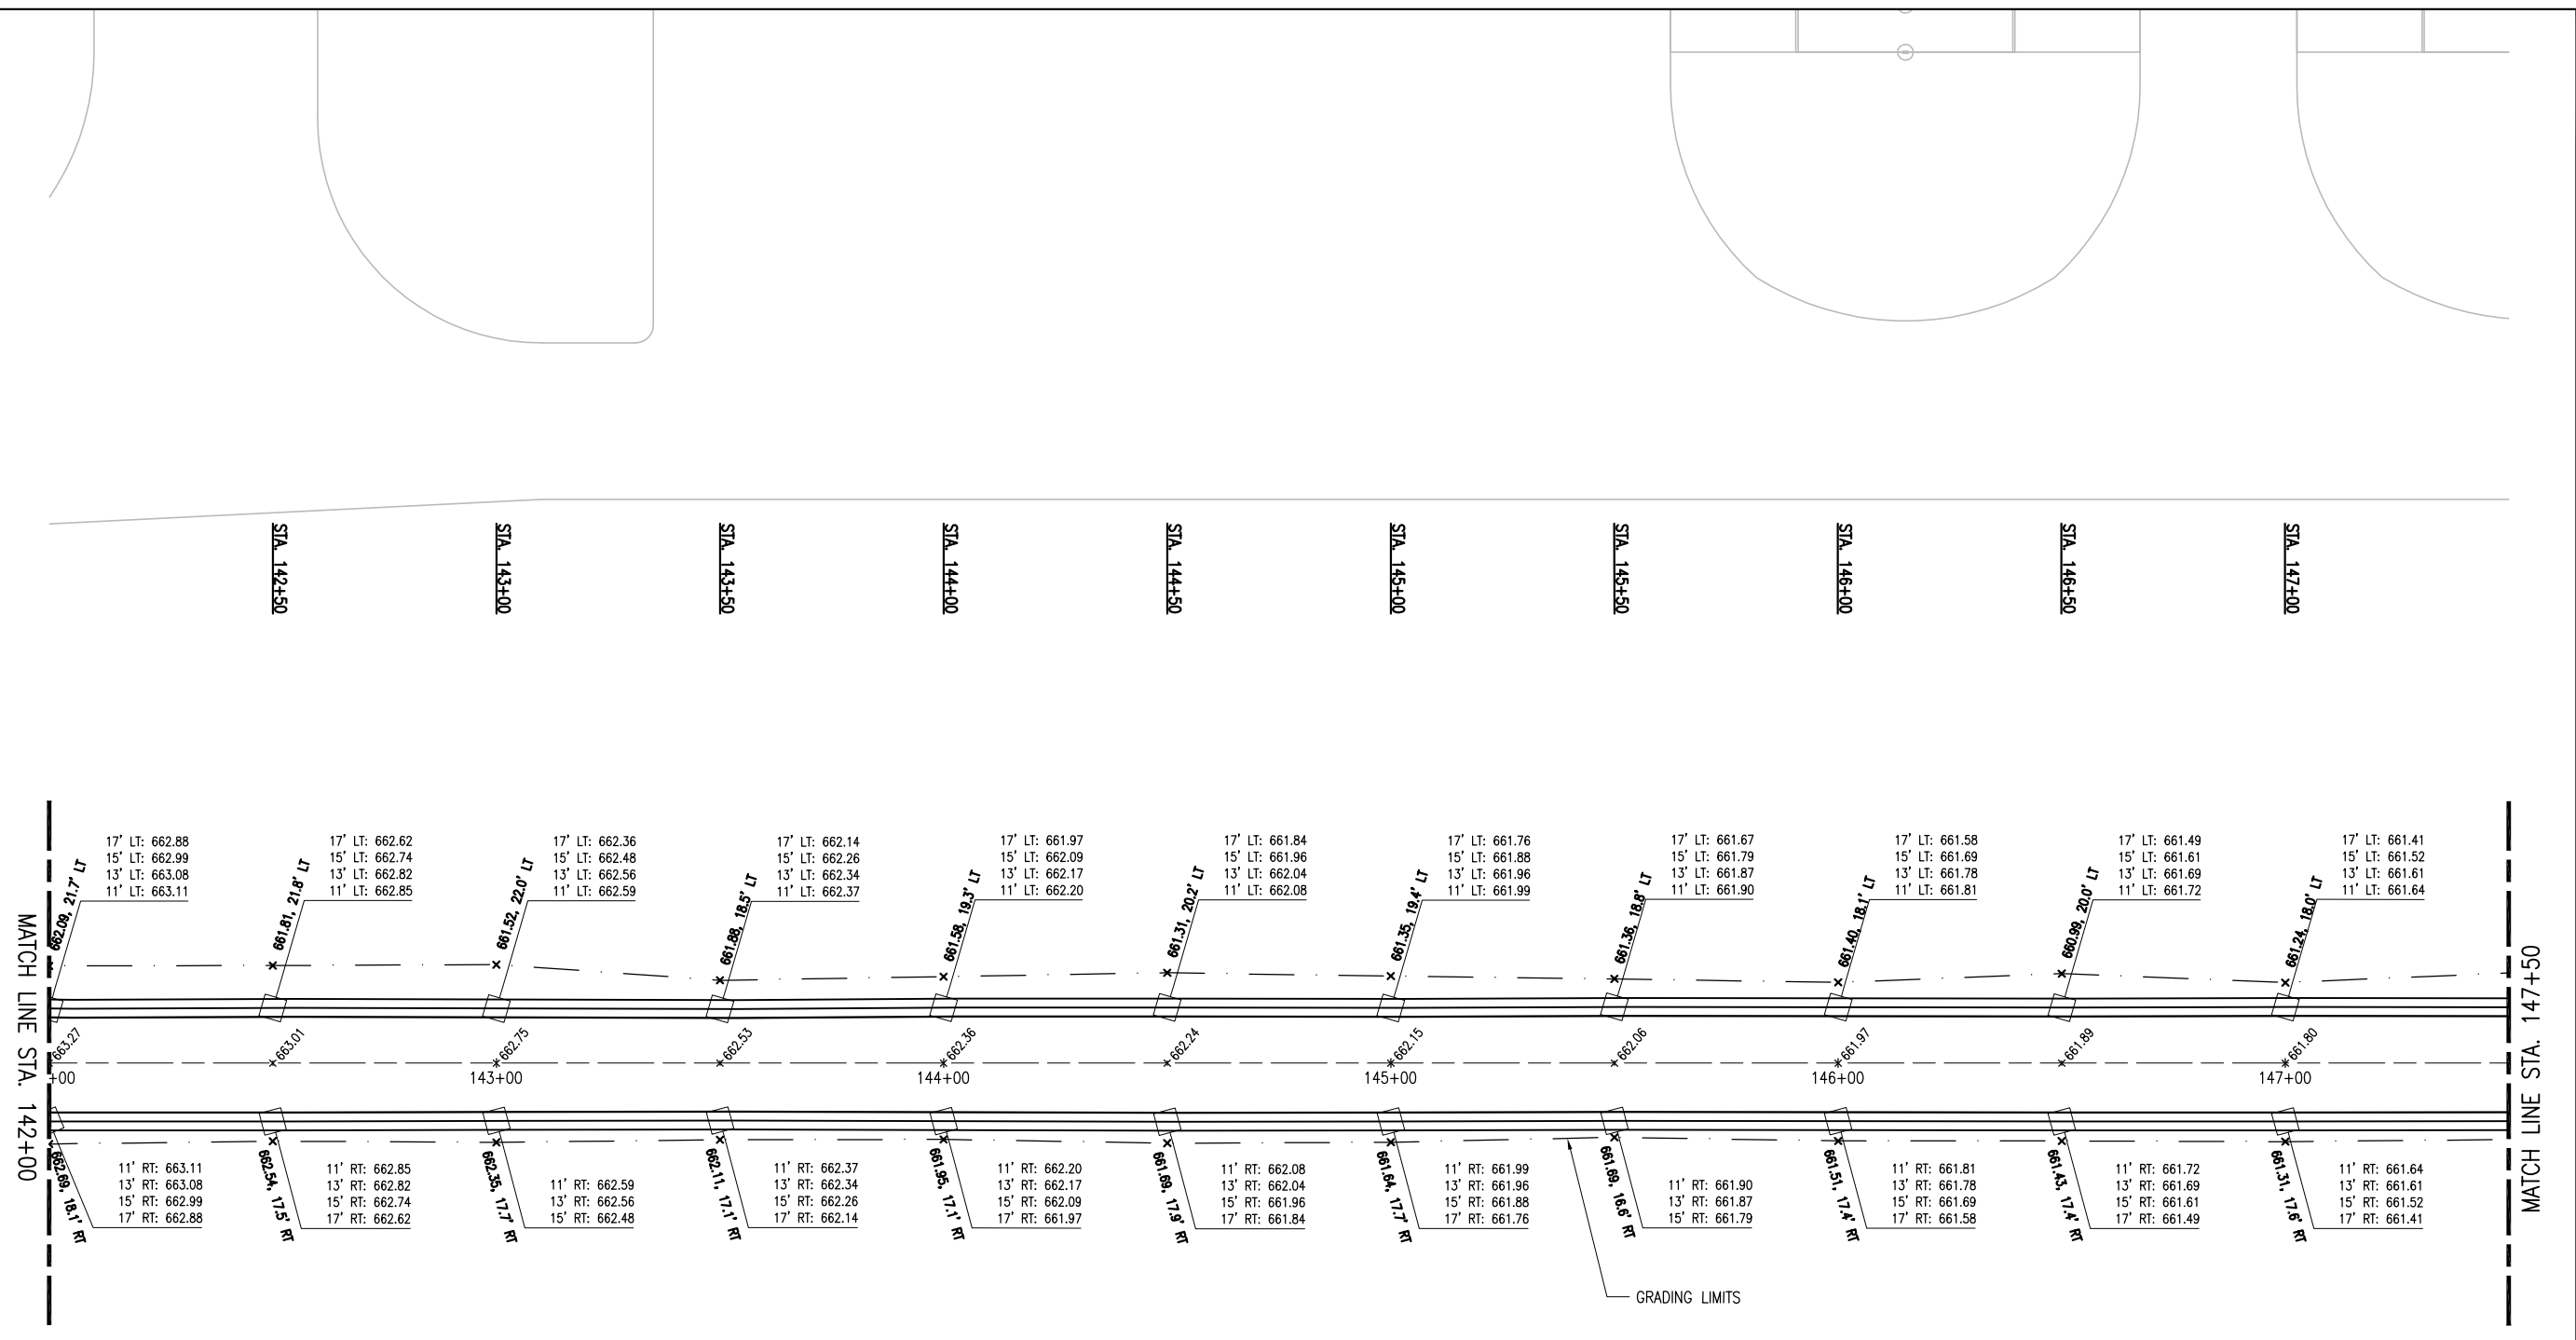 STA. 142+50
STA. 143+00
STA. 143+50
STA. 144+00
STA. 144+50
STA. 145+00
STA. 145+50
STA. 146+00
STA. 146+50
STA. 147+00
MATCH LINE STA. 142+00
662.09, 21.7' LT
17' LT: 662.88
15' LT: 662.99
13' LT: 663.08
11' LT: 663.11
661.81, 21.8' LT
17' LT: 662.62
15' LT: 662.74
13' LT: 662.82
11' LT: 662.85
661.52, 22.0' LT
17' LT: 662.36
15' LT: 662.48
13' LT: 662.56
11' LT: 662.59
661.88, 18.5' LT
17' LT: 662.14
15' LT: 662.26
13' LT: 662.34
11' LT: 662.37
661.58, 19.3' LT
17' LT: 661.97
15' LT: 662.09
13' LT: 662.17
11' LT: 662.20
661.31, 20.2' LT
17' LT: 661.84
15' LT: 661.96
13' LT: 662.04
11' LT: 662.08
661.35, 19.4' LT
17' LT: 661.76
15' LT: 661.88
13' LT: 661.96
11' LT: 661.99
661.36, 18.8' LT
17' LT: 661.67
15' LT: 661.79
13' LT: 661.87
11' LT: 661.90
661.40, 18.1' LT
17' LT: 661.58
15' LT: 661.69
13' LT: 661.78
11' LT: 661.81
660.99, 20.0' LT
17' LT: 661.49
15' LT: 661.61
13' LT: 661.69
11' LT: 661.72
661.24, 18.0' LT
17' LT: 661.41
15' LT: 661.52
13' LT: 661.61
11' LT: 661.64
MATCH LINE STA. 147+50
663.27
663.01
662.75
662.53
662.36
662.24
662.15
662.06
661.97
661.89
661.80
+00
143+00
144+00
145+00
146+00
147+00
662.69, 18.1' RT
11' RT: 663.11
13' RT: 663.08
15' RT: 662.99
17' RT: 662.88
662.54, 17.5' RT
11' RT: 662.85
13' RT: 662.82
15' RT: 662.74
17' RT: 662.62
662.35, 17.7' RT
11' RT: 662.59
13' RT: 662.56
15' RT: 662.48
662.11, 17.1' RT
11' RT: 662.37
13' RT: 662.34
15' RT: 662.26
17' RT: 662.14
661.95, 17.1' RT
11' RT: 662.20
13' RT: 662.17
15' RT: 662.09
17' RT: 661.97
661.69, 17.9' RT
11' RT: 662.08
13' RT: 662.04
15' RT: 661.96
17' RT: 661.84
661.64, 17.7' RT
11' RT: 661.99
13' RT: 661.96
15' RT: 661.88
17' RT: 661.76
661.69, 16.6' RT
11' RT: 661.90
13' RT: 661.87
15' RT: 661.79
661.51, 17.4' RT
11' RT: 661.81
13' RT: 661.78
15' RT: 661.69
17' RT: 661.58
661.43, 17.4' RT
11' RT: 661.72
13' RT: 661.69
15' RT: 661.61
17' RT: 661.49
661.31, 17.6' RT
11' RT: 661.64
13' RT: 661.61
15' RT: 661.52
17' RT: 661.41
GRADING LIMITS